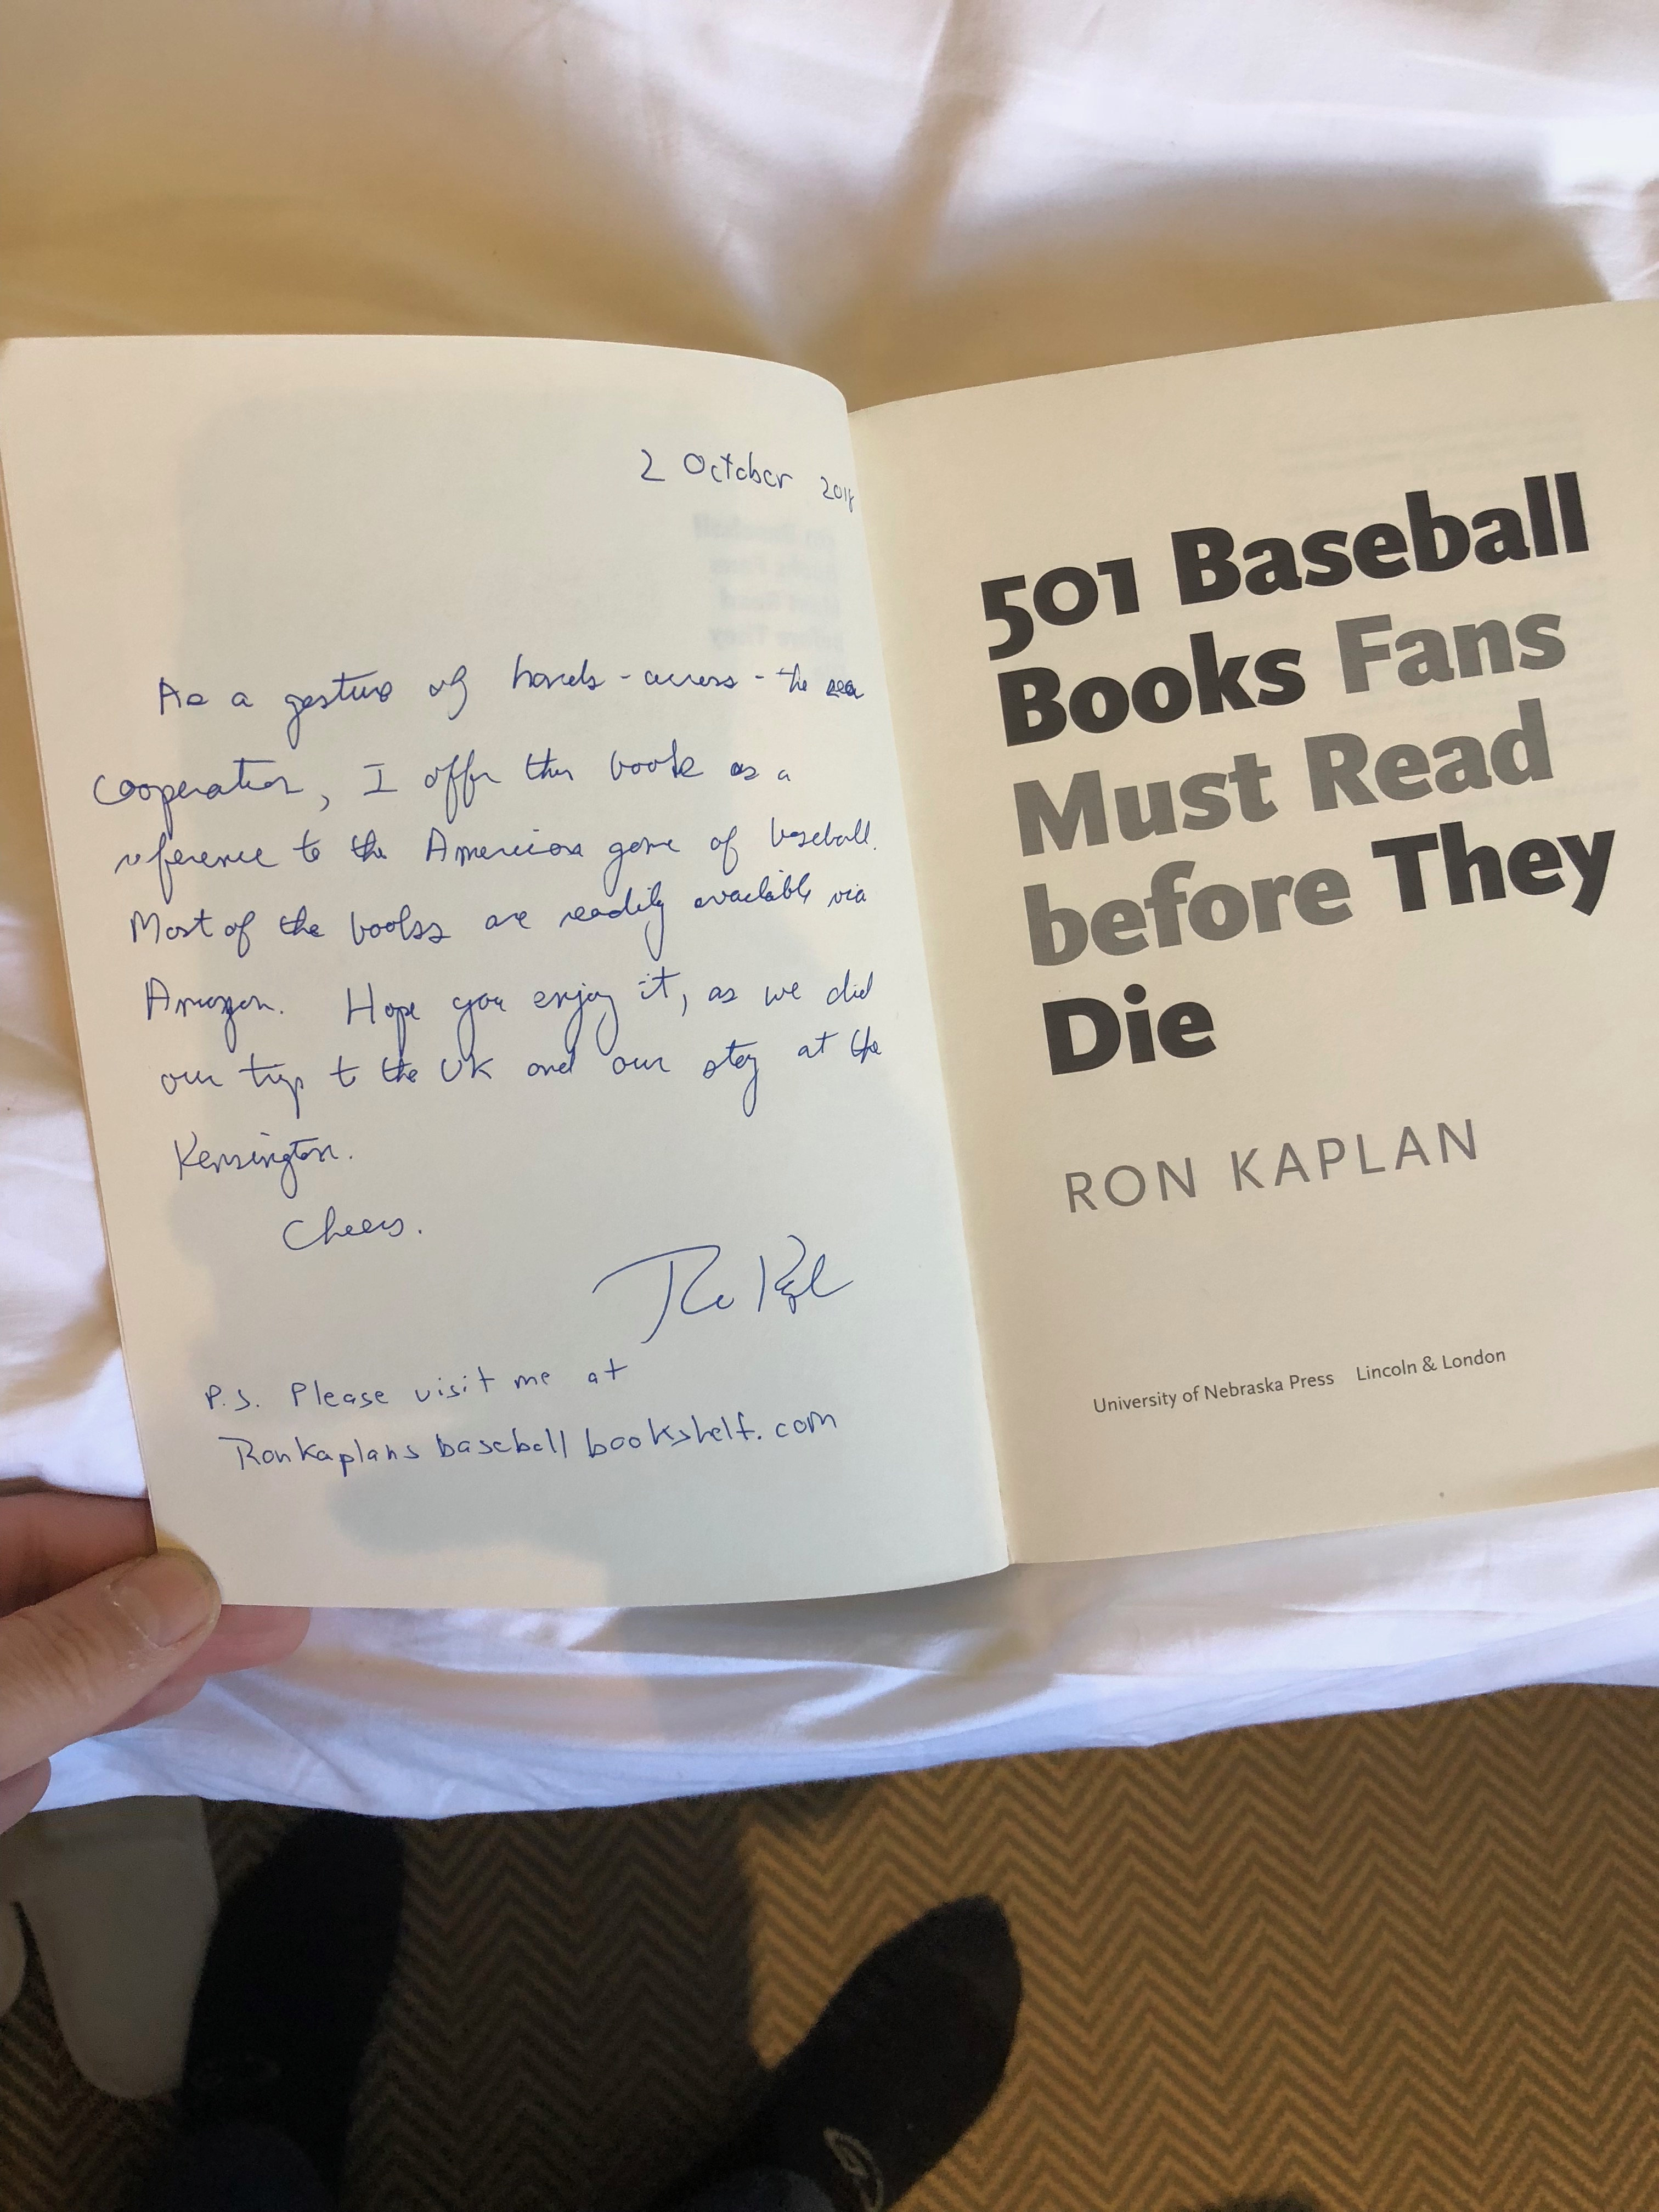 2 October 2018
As a gesture of hands-across-the sea
cooperation, I offer this book as a
reference to the American game of baseball.
Most of the books are readily available via
Amazon. Hope you enjoy it, as we did
our trip to the UK and our stay at the
Kensington.
Cheers.
P.S. Please visit me at
Ronkaplansbaseballbookshelf.com
501 Baseball
Books Fans
Must Read
before They
Die
RON KAPLAN
University of Nebraska Press Lincoln & London